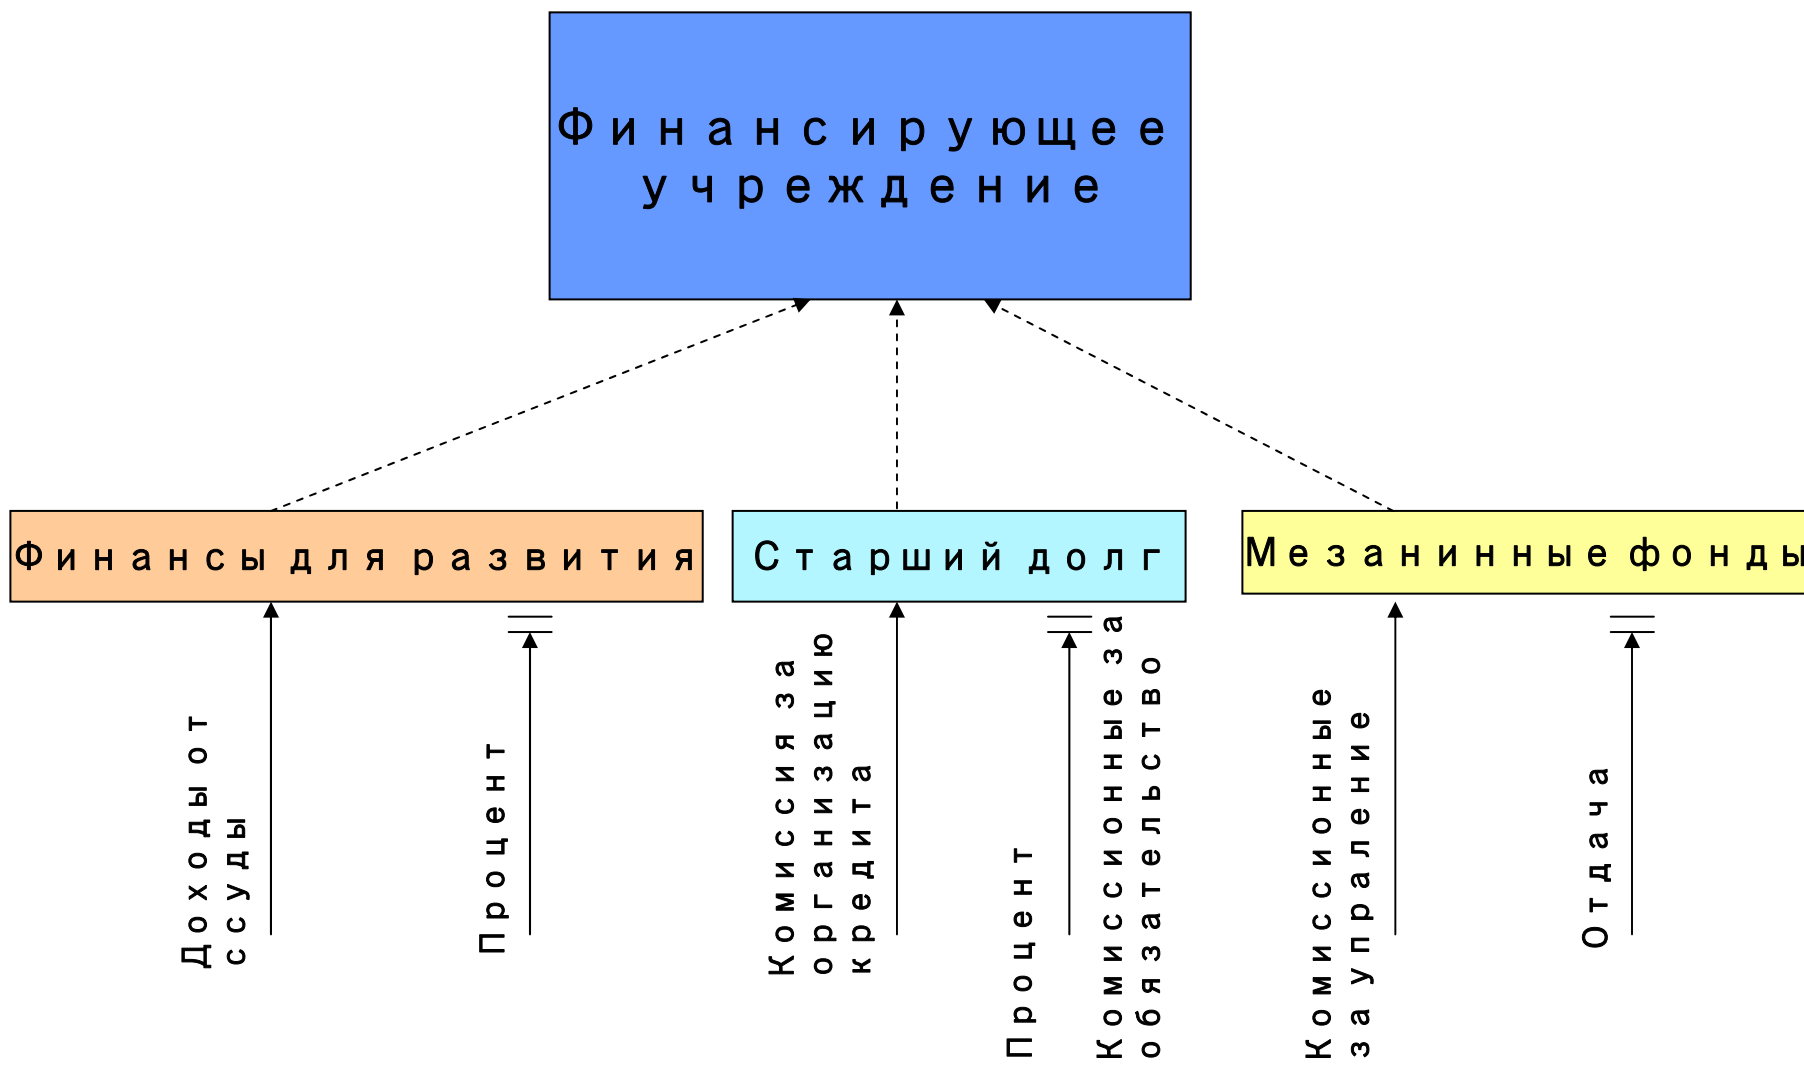 Финансирующее
учреждение
Финансы для развития
Старший долг
Мезанинные фонды
Доходы от
ссуды
Процент
Комиссия за
организацию
кредита
Процент
Комиссионные за
обязательство
Комиссионные
за упраление
Отдача